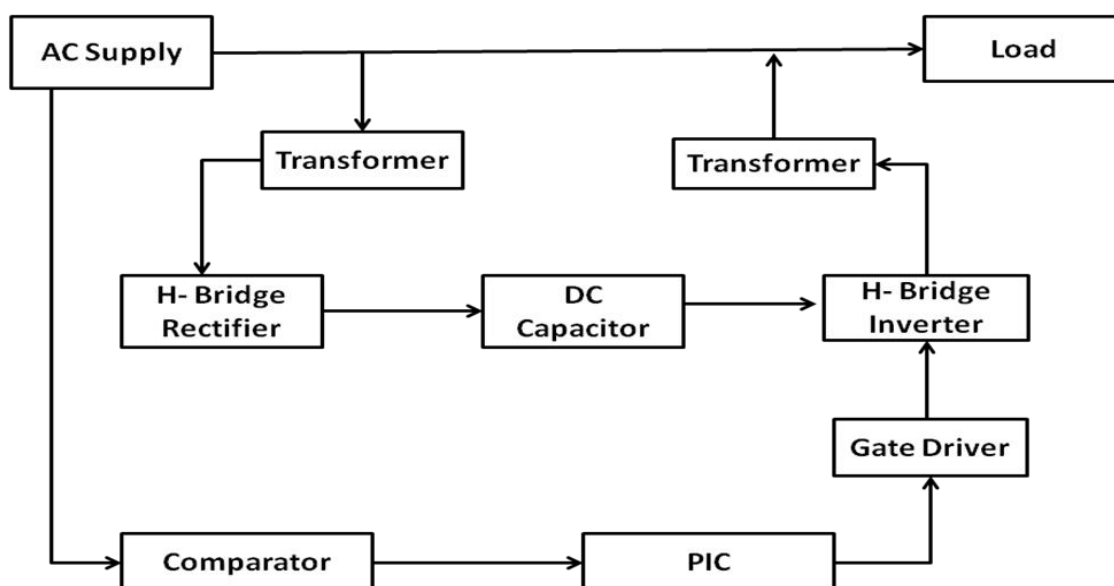 AC Supply
Load
Transformer
Transformer
H- Bridge
Rectifier
DC
Capacitor
H- Bridge
Inverter
Gate Driver
Comparator
PIC